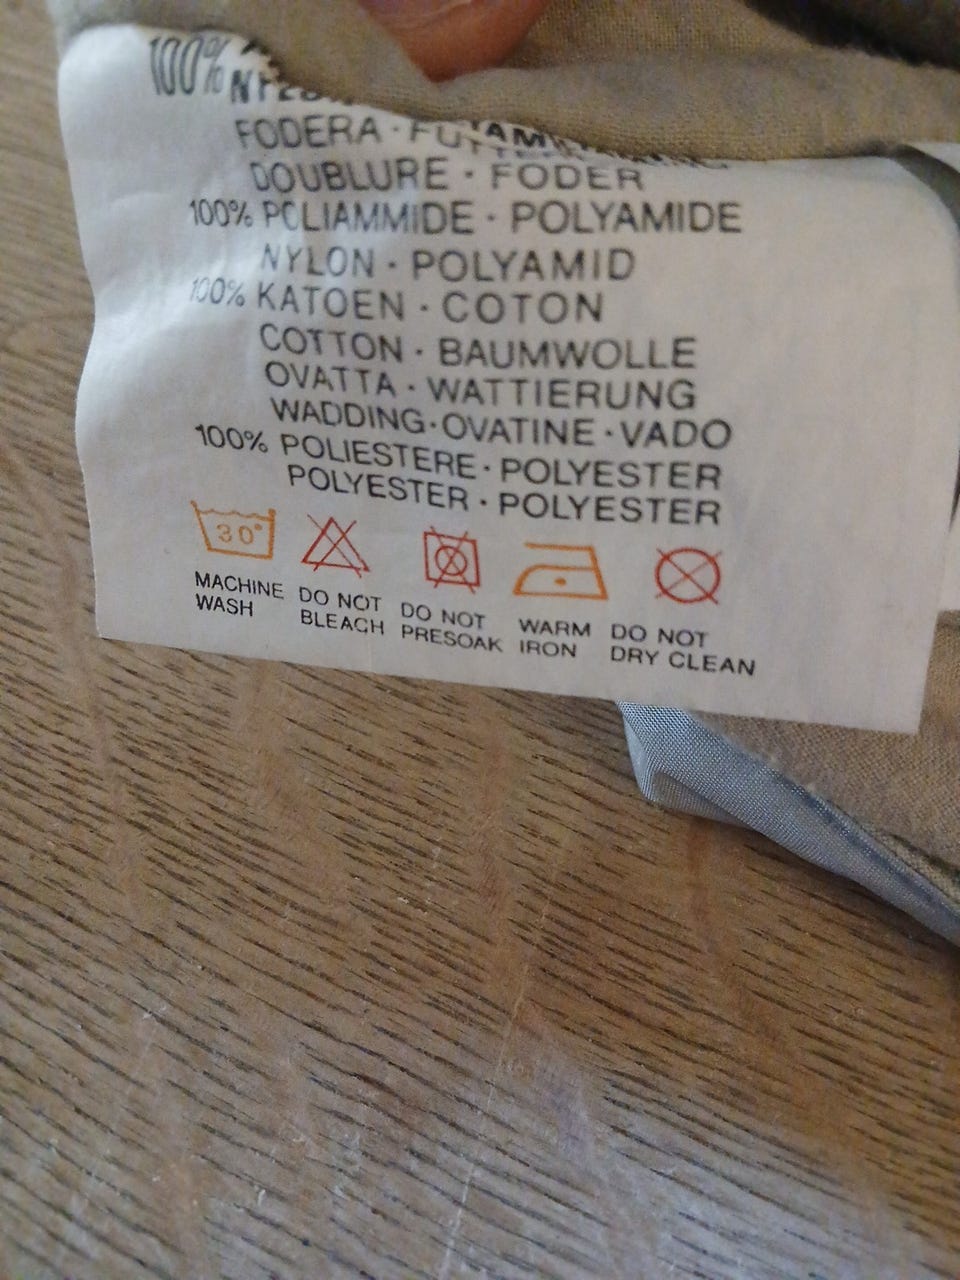 100%
NYLON
FODERA · FUTTER
DOUBLURE · FODER
100% POLIAMMIDE · POLYAMIDE
NYLON · POLYAMID
100% KATOEN · COTON
COTTON · BAUMWOLLE
OVATTA · WATTIERUNG
WADDING · OVATINE · VADO
100% POLIESTERE · POLYESTER
POLYESTER · POLYESTER
30°
MACHINE WASH
DO NOT BLEACH
DO NOT PRESOAK
WARM IRON
DO NOT DRY CLEAN